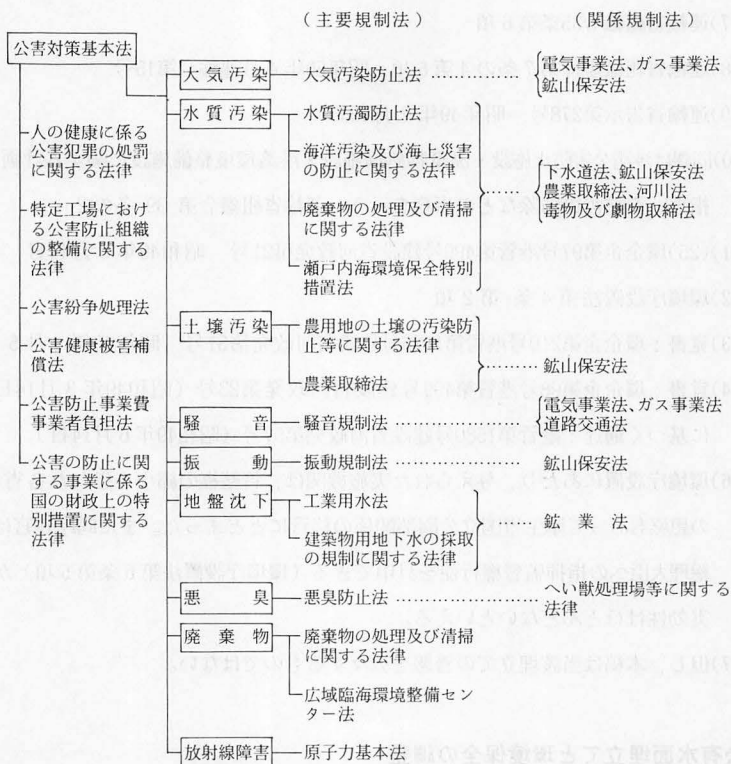 (主要規制法)
(関係規制法)
公害対策基本法
人の健康に係る
公害犯罪の処罰
に関する法律
特定工場におけ
る公害防止組織
の整備に関する
法律
公害紛争処理法
公害健康被害補
償法
公害防止事業費
事業者負担法
公害の防止に関
する事業に係る
国の財政上の特
別措置に関する
法律
大気汚染
大気汚染防止法
電気事業法、ガス事業法
鉱山保安法
水質汚染
水質汚濁防止法
海洋汚染及び海上災害
の防止に関する法律
廃棄物の処理及び清掃
に関する法律
瀬戸内海環境保全特別
措置法
下水道法、鉱山保安法
農薬取締法、河川法
毒物及び劇物取締法
土壌汚染
農用地の土壌の汚染防
止等に関する法律
農薬取締法
鉱山保安法
騒音
騒音規制法
電気事業法、ガス事業法
道路交通法
振動
振動規制法
鉱山保安法
地盤沈下
工業用水法
建築物用地下水の採取
の規制に関する法律
鉱業法
悪臭
悪臭防止法
へい獣処理場等に関する
法律
廃棄物
廃棄物の処理及び清掃
に関する法律
広域臨海環境整備セン
ター法
放射線障害
原子力基本法